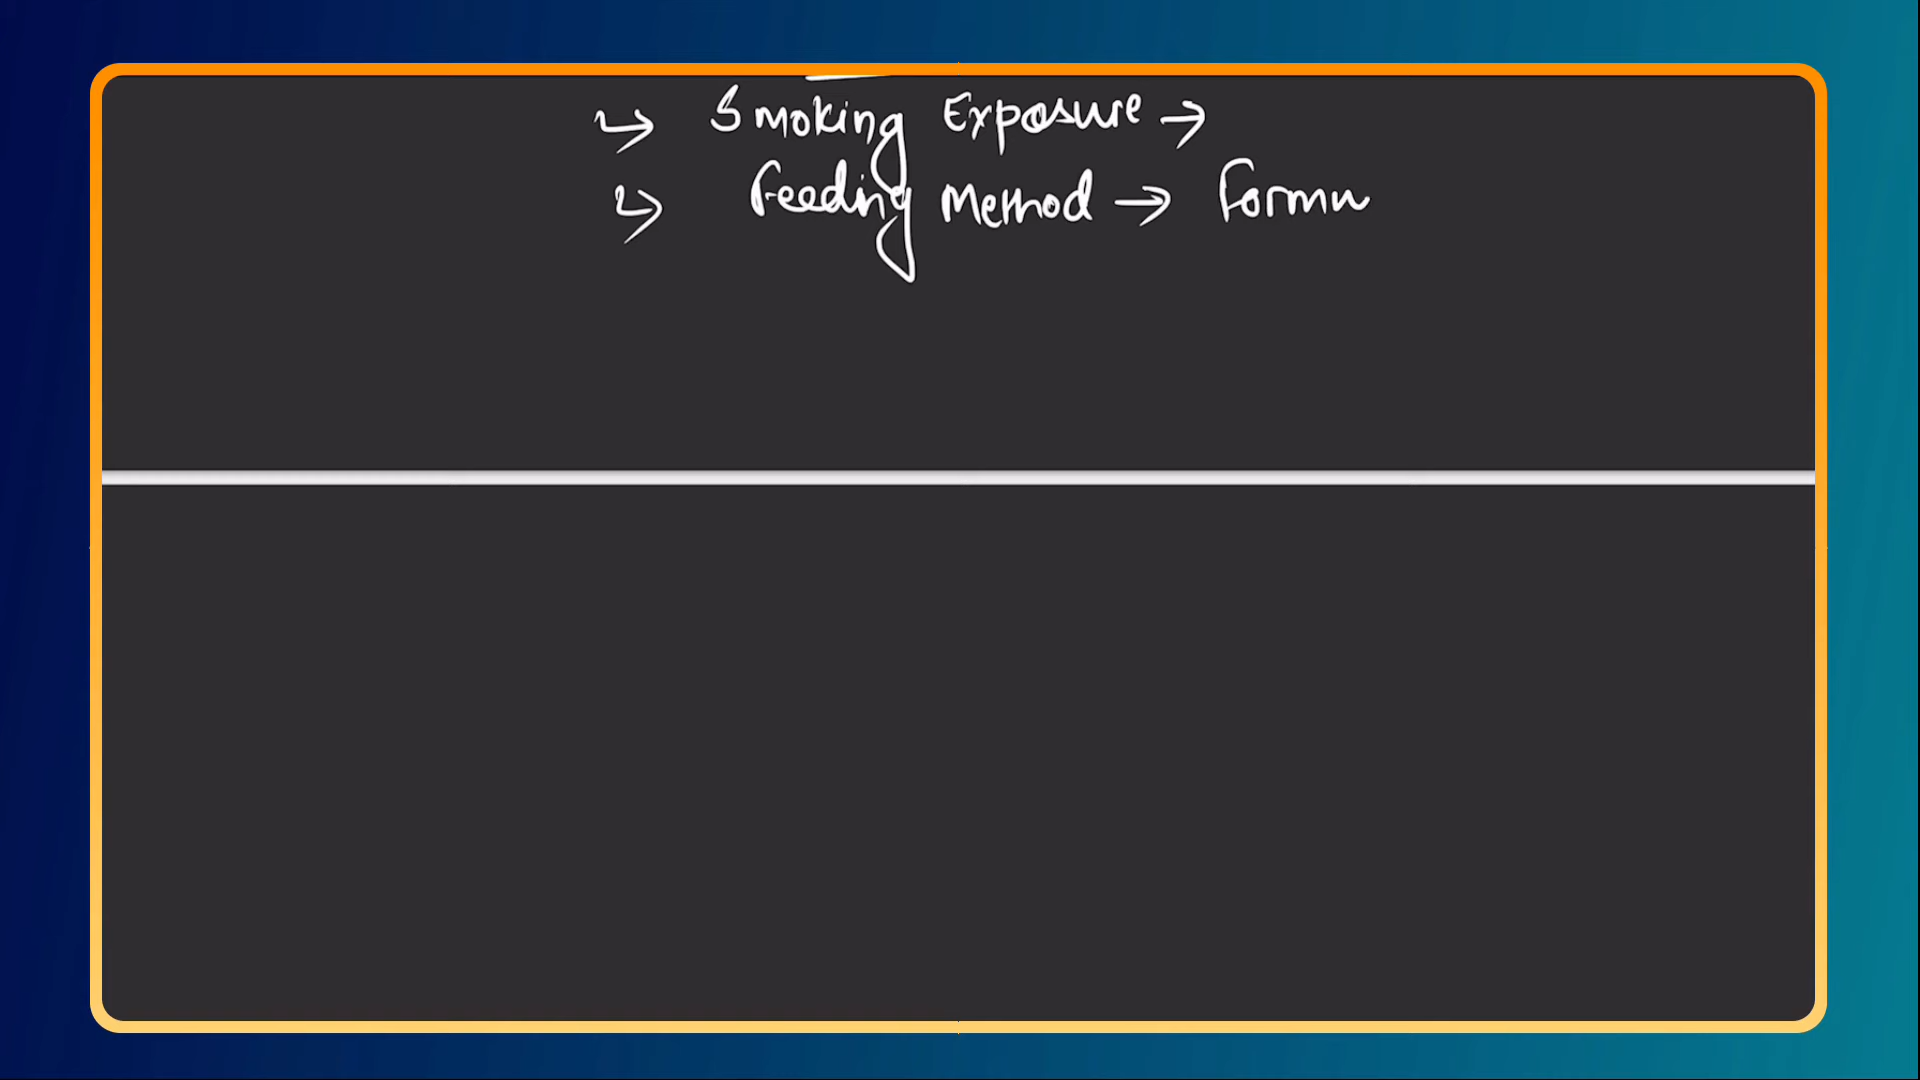 ↳ Smoking Exposure →
↳ Feeding Method → Formu